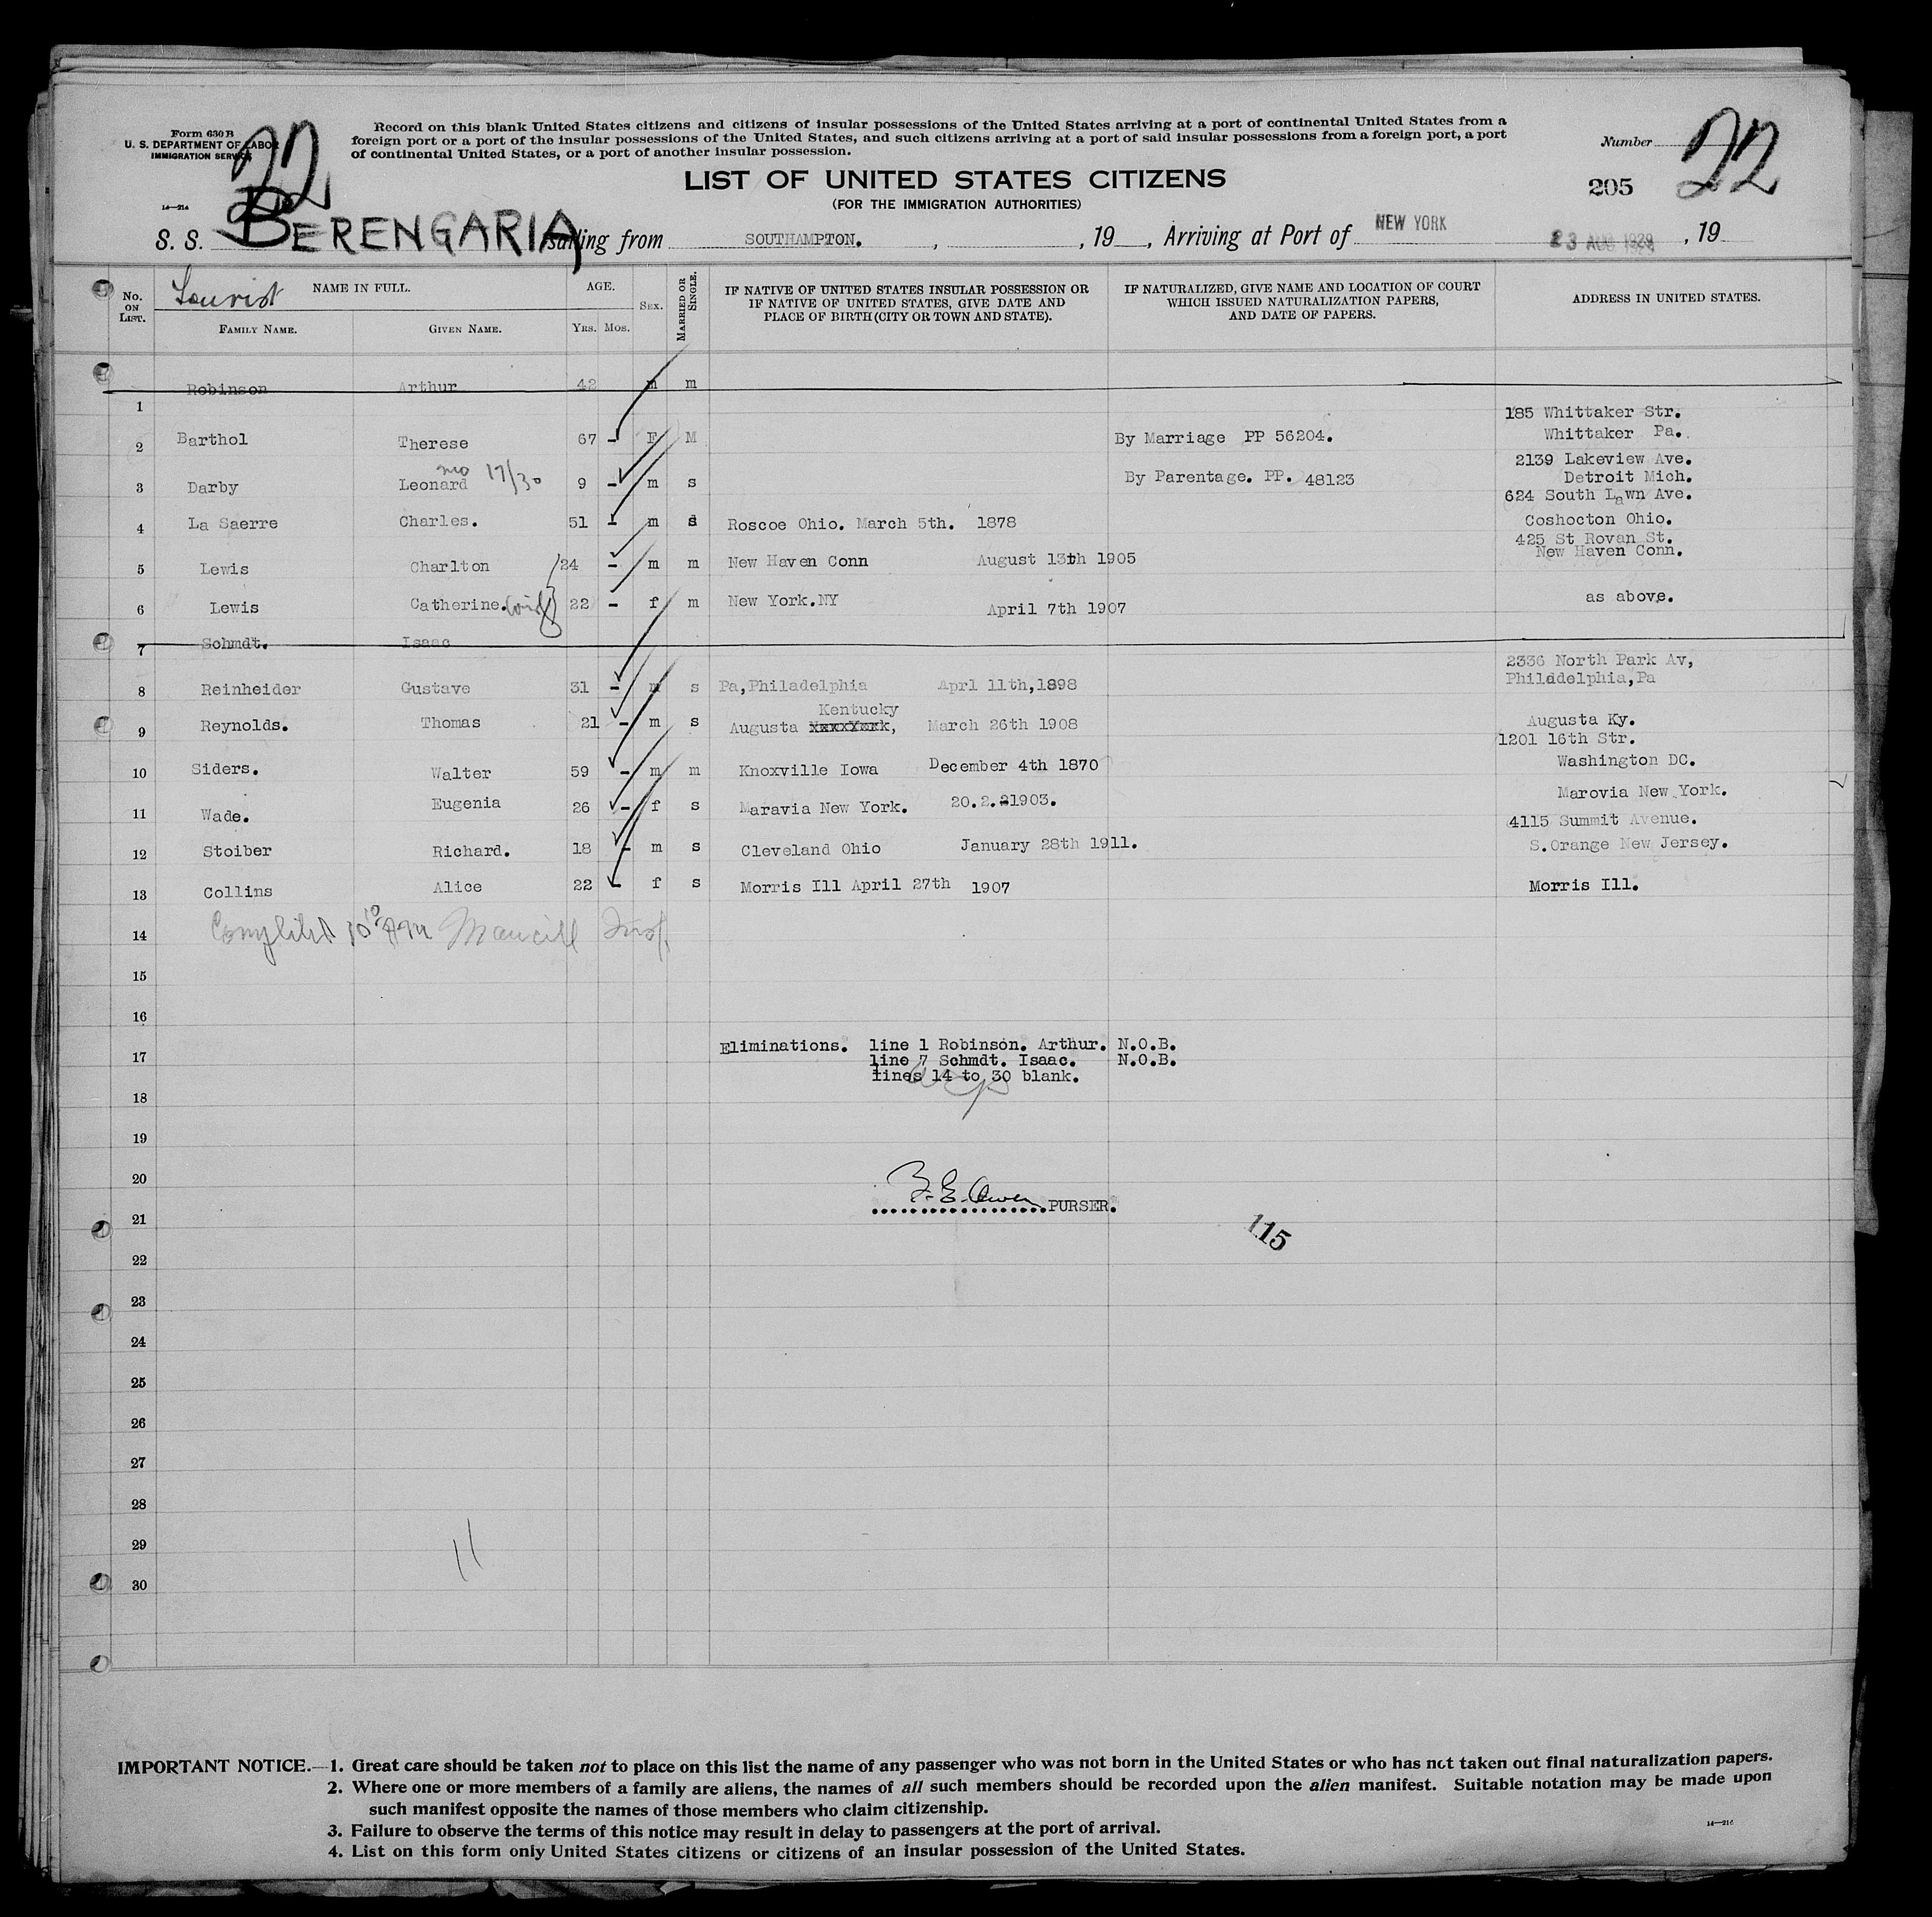 Form 630 B
U. S. DEPARTMENT OF LABOR
IMMIGRATION SERVICE
14—214
22
Record on this blank United States citizens and citizens of insular possessions of the United States arriving at a port of continental United States from a
foreign port or a port of the insular possessions of the United States, and such citizens arriving at a port of said insular possessions from a foreign port, a port
of continental United States, or a port of another insular possession.
Number 22
205
LIST OF UNITED STATES CITIZENS
(FOR THE IMMIGRATION AUTHORITIES)
S. S. BERENGARIA sailing from SOUTHAMPTON. , , 19 , Arriving at Port of NEW YORK 23 AUG 1929 , 19
No. ON LIST.
Tourist NAME IN FULL.
FAMILY NAME. GIVEN NAME.
AGE. YRS. MOS.
SEX.
MARRIED OR SINGLE.
IF NATIVE OF UNITED STATES INSULAR POSSESSION OR
IF NATIVE OF UNITED STATES, GIVE DATE AND
PLACE OF BIRTH (CITY OR TOWN AND STATE).
IF NATURALIZED, GIVE NAME AND LOCATION OF COURT
WHICH ISSUED NATURALIZATION PAPERS,
AND DATE OF PAPERS.
ADDRESS IN UNITED STATES.
1 Robinson Arthur 42 m m
185 Whittaker Str.
2 Barthol Therese 67 - F M By Marriage PP 56204. Whittaker Pa.
17/30 2139 Lakeview Ave.
3 Darby Leonard 9 - m s By Parentage. PP. 48123 Detroit Mich.
624 South Lawn Ave.
4 La Saerre Charles. 51 - m s Roscoe Ohio. March 5th. 1878 Coshocton Ohio.
425 St Rovan St.
5 Lewis Charlton 24 - m m New Haven Conn August 13th 1905 New Haven Conn.
6 Lewis Catherine. (wife) 22 - f m New York.NY April 7th 1907 as above.
7 Schmdt. Isaac
2336 North Park Av,
8 Reinheider Gustave 31 - m s Pa,Philadelphia Aprl 11th,1898 Philadelphia,Pa
Kentucky
9 Reynolds. Thomas 21 - m s Augusta March 26th 1908 Augusta Ky.
1201 16th Str.
10 Siders. Walter 59 - m m Knoxville Iowa December 4th 1870 Washington DC.
11 Wade. Eugenia 26 - f s Maravia New York. 20.2.1903. Marovia New York.
4115 Summit Avenue.
12 Stoiber Richard. 18 - m s Cleveland Ohio January 28th 1911. S.Orange New Jersey.
13 Collins Alice 22 - f s Morris Ill April 27th 1907 Morris Ill.
14 Completed 10 10 AM Insp.
15
16
17 Eliminations. line 1 Robinson. Arthur. N.O.B.
line 7 Schmdt. Isaac. N.O.B.
lines 14 to 30 blank.
18
19
20
F. E. Owen PURSER.
21
115
22
23
24
25
26
27
28
29
11
30
IMPORTANT NOTICE.—1. Great care should be taken not to place on this list the name of any passenger who was not born in the United States or who has not taken out final naturalization papers.
2. Where one or more members of a family are aliens, the names of all such members should be recorded upon the alien manifest. Suitable notation may be made upon
such manifest opposite the names of those members who claim citizenship.
3. Failure to observe the terms of this notice may result in delay to passengers at the port of arrival.
4. List on this form only United States citizens or citizens of an insular possession of the United States.
14—216